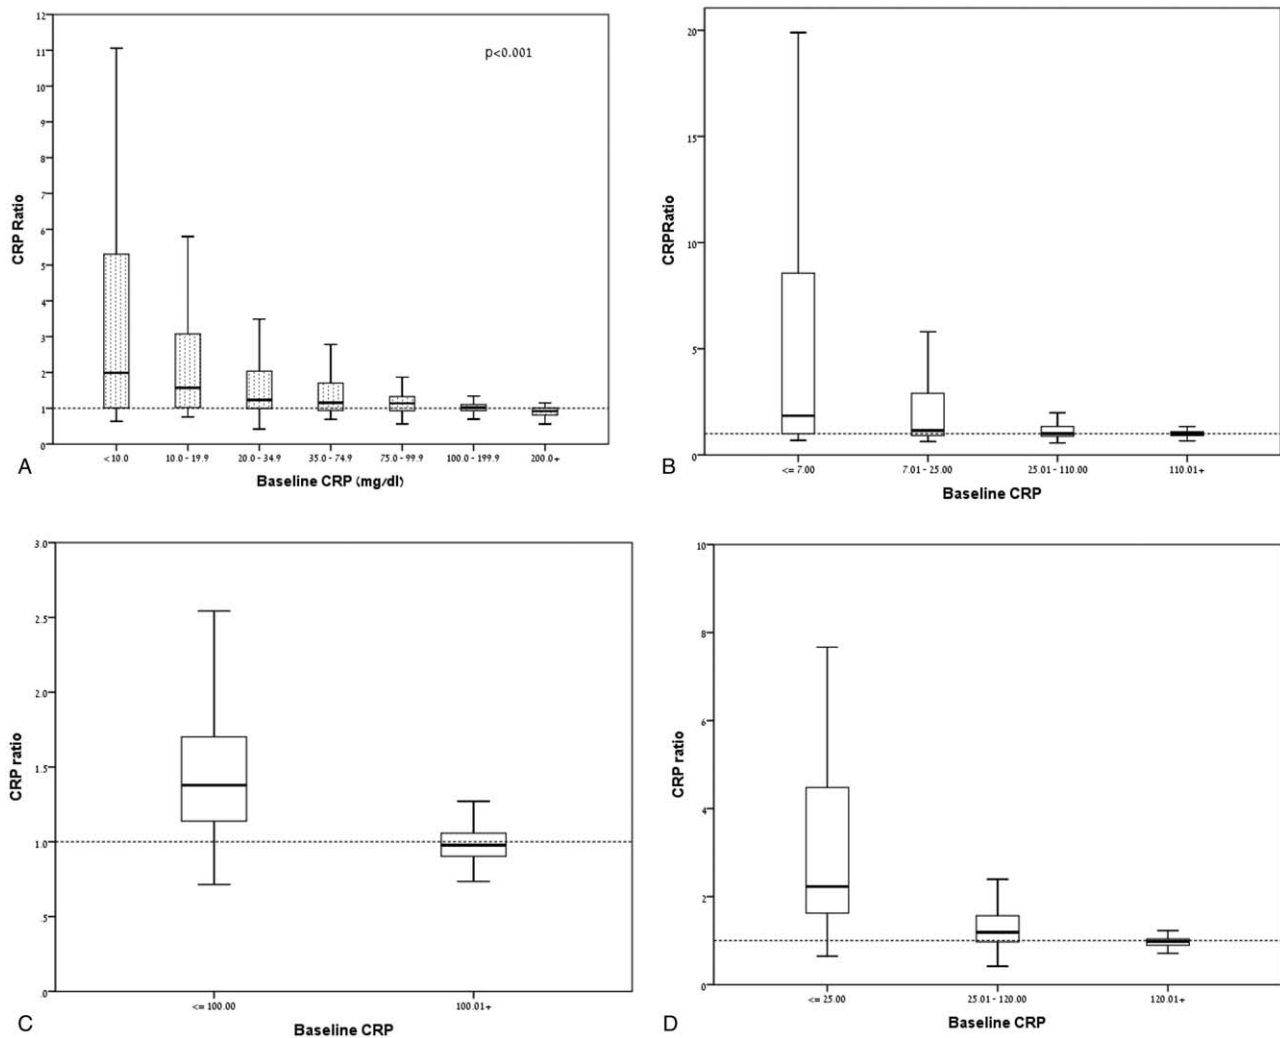 12
11
10
9
8
7
6
5
4
3
2
1
0
CRP Ratio
p<0.001
<10.0 10.0 - 19.9 20.0 - 34.9 35.0 - 74.9 75.0 - 99.9 100.0 - 199.9 200.0+
Baseline CRP (mg/dl)
A
20
15
10
5
0
CRPRatio
<= 7.00 7.01 - 25.00 25.01 - 110.00 110.01+
Baseline CRP
B
3.0
2.5
2.0
1.5
1.0
.5
.0
CRP ratio
<= 100.00 100.01+
Baseline CRP
C
10
8
6
4
2
0
CRP ratio
<= 25.00 25.01 - 120.00 120.01+
Baseline CRP
D